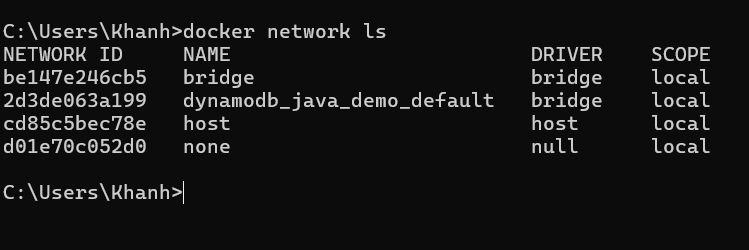 C:\Users\Khanh>docker network ls
NETWORK ID     NAME                         DRIVER    SCOPE
be147e246cb5   bridge                       bridge    local
2d3de063a199   dynamodb_java_demo_default   bridge    local
cd85c5bec78e   host                         host      local
d01e70c052d0   none                         null      local
C:\Users\Khanh>